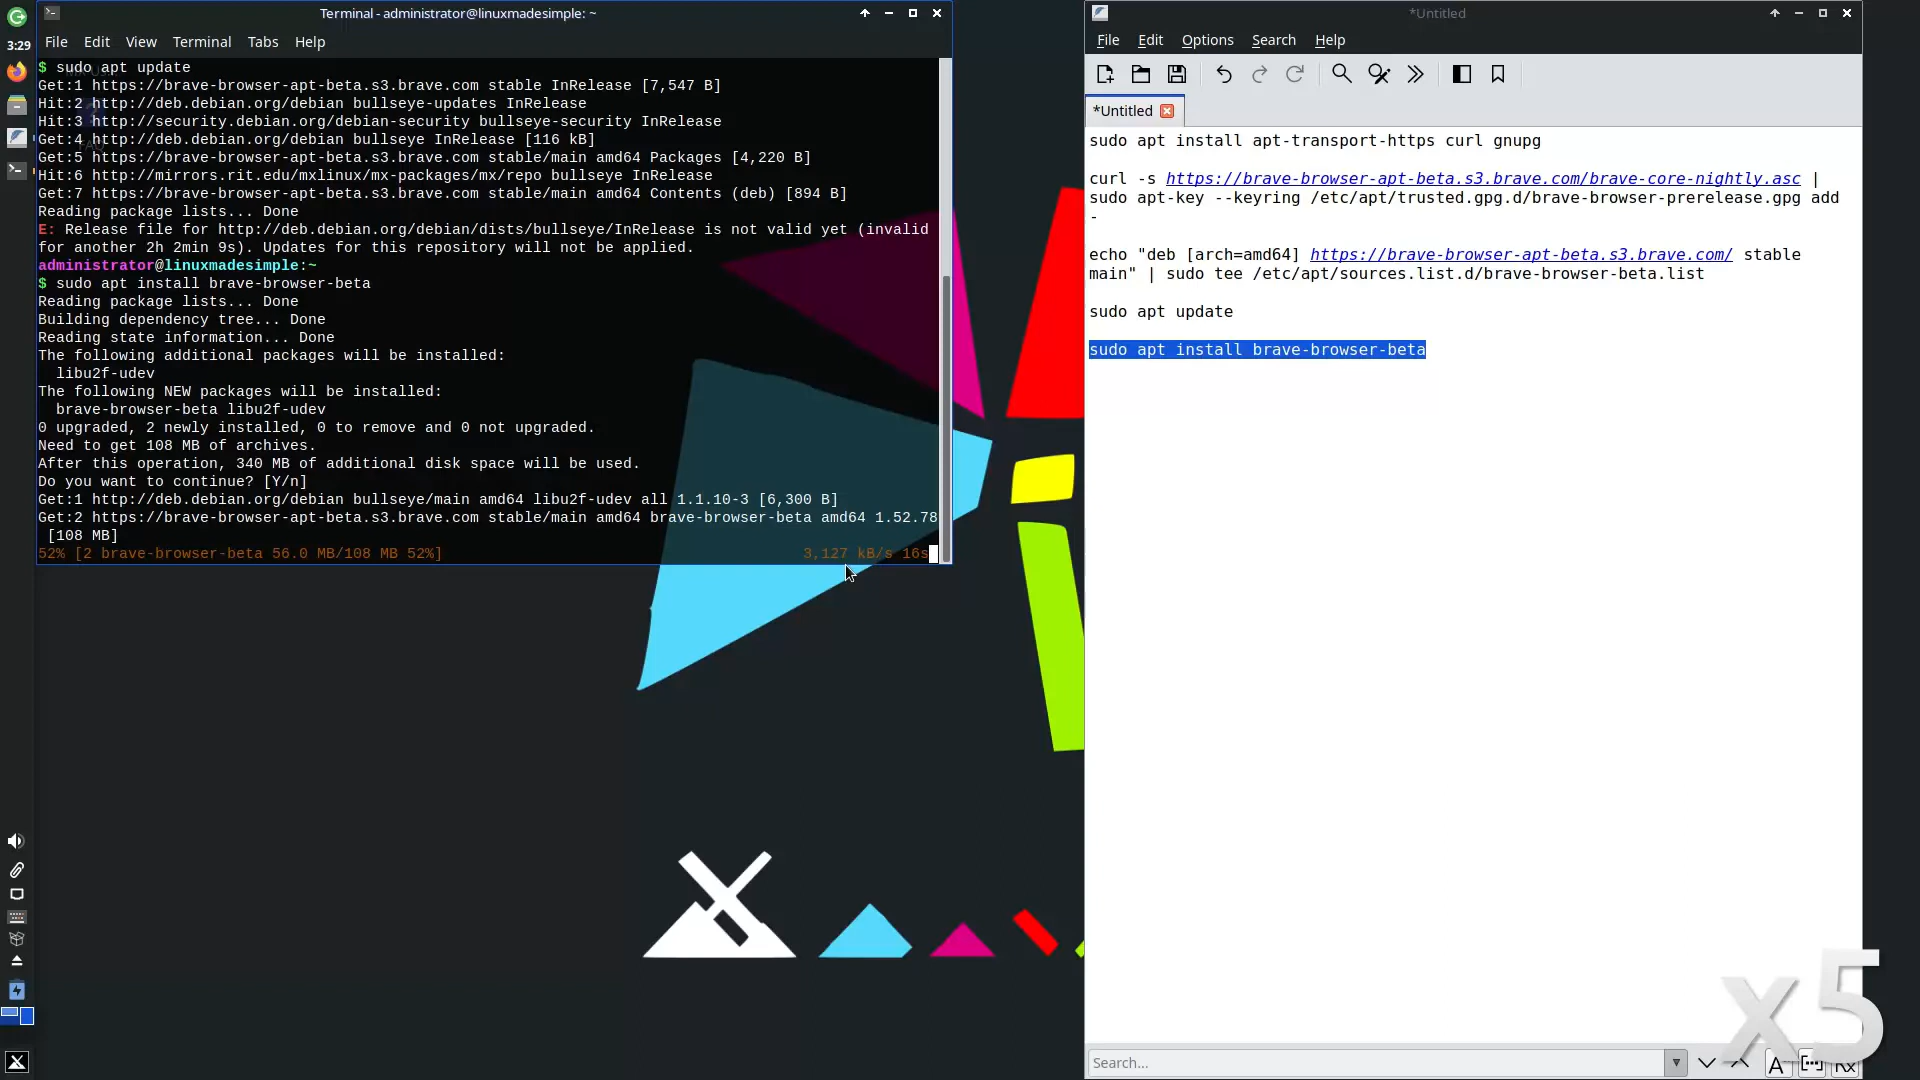 Terminal - administrator@linuxmadesimple: ~
File Edit View Terminal Tabs Help
$ sudo apt update
Get:1 https://brave-browser-apt-beta.s3.brave.com stable InRelease [7,547 B]
Hit:2 http://deb.debian.org/debian bullseye-updates InRelease
Hit:3 http://security.debian.org/debian-security bullseye-security InRelease
Get:4 http://deb.debian.org/debian bullseye InRelease [116 kB]
Get:5 https://brave-browser-apt-beta.s3.brave.com stable/main amd64 Packages [4,220 B]
Hit:6 http://mirrors.rit.edu/mxlinux/mx-packages/mx/repo bullseye InRelease
Get:7 https://brave-browser-apt-beta.s3.brave.com stable/main amd64 Contents (deb) [894 B]
Reading package lists... Done
E: Release file for http://deb.debian.org/debian/dists/bullseye/InRelease is not valid yet (invalid
for another 2h 2min 9s). Updates for this repository will not be applied.
administrator@linuxmadesimple:~
$ sudo apt install brave-browser-beta
Reading package lists... Done
Building dependency tree... Done
Reading state information... Done
The following additional packages will be installed:
libu2f-udev
The following NEW packages will be installed:
brave-browser-beta libu2f-udev
0 upgraded, 2 newly installed, 0 to remove and 0 not upgraded.
Need to get 108 MB of archives.
After this operation, 340 MB of additional disk space will be used.
Do you want to continue? [Y/n]
Get:1 http://deb.debian.org/debian bullseye/main amd64 libu2f-udev all 1.1.10-3 [6,300 B]
Get:2 https://brave-browser-apt-beta.s3.brave.com stable/main amd64 brave-browser-beta amd64 1.52.78
[108 MB]
52% [2 brave-browser-beta 56.0 MB/108 MB 52%] 3,127 kB/s 16s
3:29
FAQ
*Untitled
File Edit Options Search Help
*Untitled
sudo apt install apt-transport-https curl gnupg
curl -s https://brave-browser-apt-beta.s3.brave.com/brave-core-nightly.asc |
sudo apt-key --keyring /etc/apt/trusted.gpg.d/brave-browser-prerelease.gpg add
-
echo "deb [arch=amd64] https://brave-browser-apt-beta.s3.brave.com/ stable
main" | sudo tee /etc/apt/sources.list.d/brave-browser-beta.list
sudo apt update
sudo apt install brave-browser-beta
Search...
A
Rx
x5